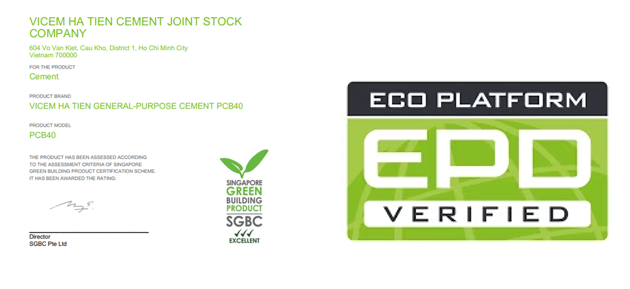 VICEM HA TIEN CEMENT JOINT STOCK
COMPANY
604 Vo Van Kiet, Cau Kho, District 1, Ho Chi Minh City
Vietnam 700000
FOR THE PRODUCT
Cement
PRODUCT BRAND
VICEM HA TIEN GENERAL-PURPOSE CEMENT PCB40
PRODUCT MODEL
PCB40
THE PRODUCT HAS BEEN ASSESSED ACCORDING
TO THE ASSESSMENT CRITERIA OF SINGAPORE
GREEN BUILDING PRODUCT CERTIFICATION SCHEME.
IT HAS BEEN AWARDED THE RATING:
Director
SGBC Pte Ltd
SINGAPORE
GREEN
BUILDING
PRODUCT
SGBC
EXCELLENT
ECO PLATFORM
EPD
VERIFIED